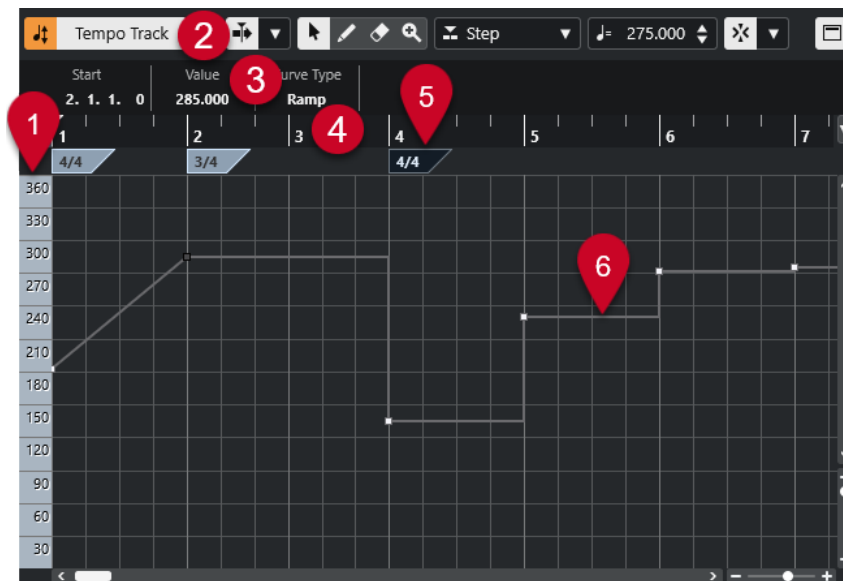 Tempo Track 2 Step 275.000
Start Value 3 urve Type
2. 1. 1. 0 285.000 Ramp
1 4 5
1 2 3 4 5 6 7
4/4 3/4 4/4
360
330
300
6
270
240
210
180
150
120
90
60
30